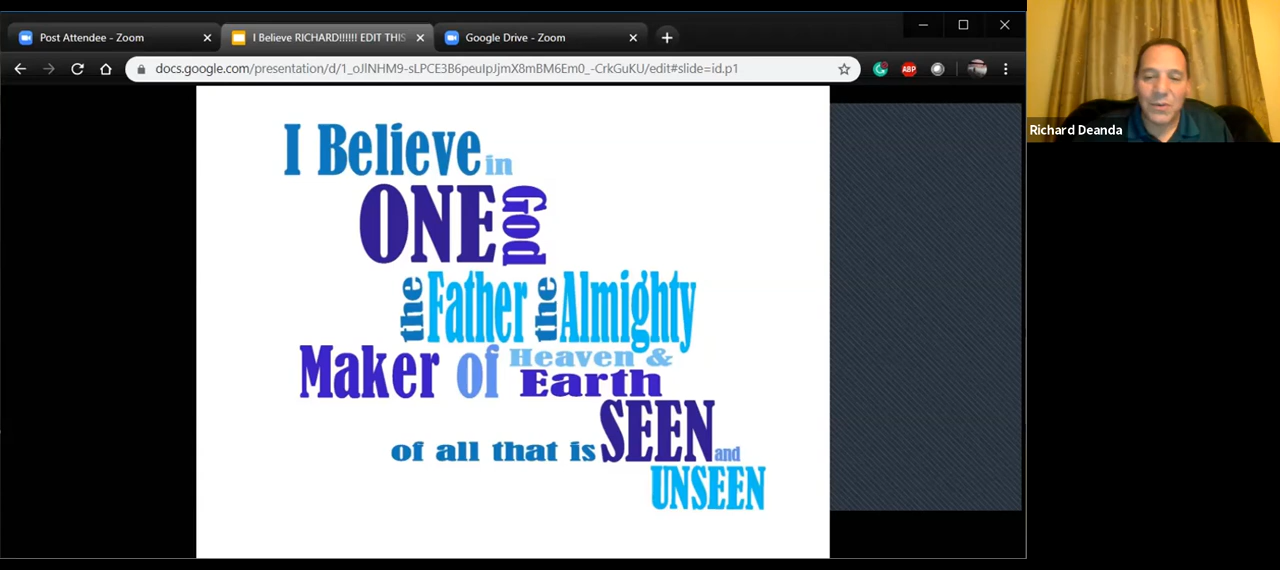 Post Attendee - Zoom
I Believe RICHARD!!!!!! EDIT THIS
Google Drive - Zoom
docs.google.com/presentation/d/1_oJlNHM9-sLPCE3B6peuIpJjmX8mBM6Em0_-CrkGuKU/edit#slide=id.p1
ABP
Richard Deanda
I Believe in
ONE God
the Father the Almighty
Maker of Heaven &
Earth
of all that is SEEN and
UNSEEN